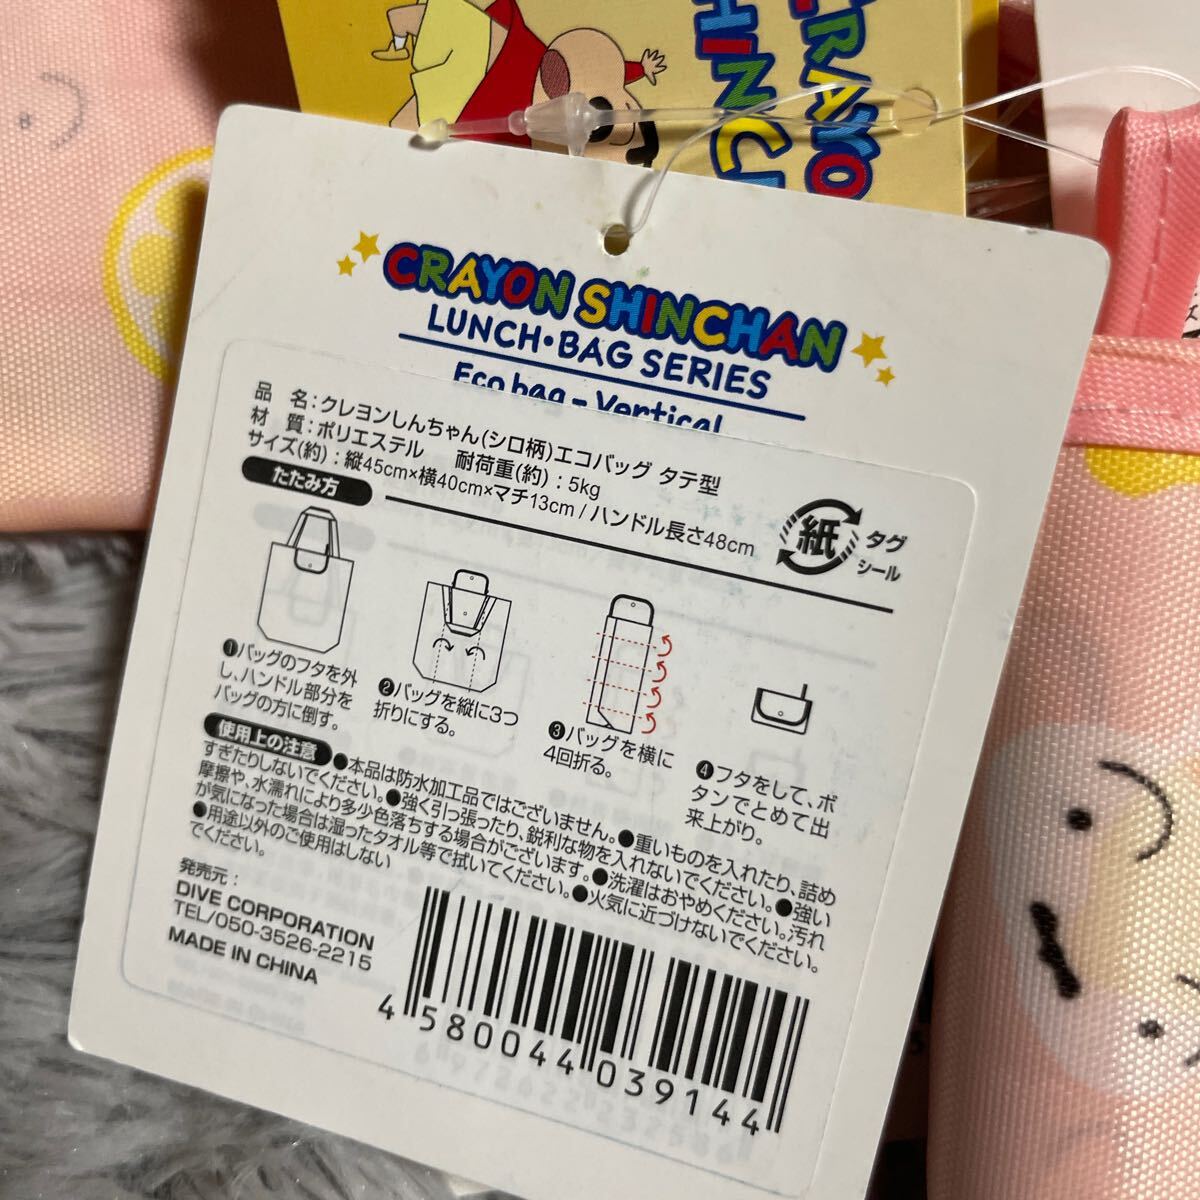 CRAYON
SHINCH
CRAYON SHINCHAN
LUNCH・BAG SERIES
Eco bag - Vertical
品 名：クレヨンしんちゃん(シロ柄)エコバッグ タテ型
材 質：ポリエステル 耐荷重(約)：5kg
サイズ(約)：縦45cm×横40cm×マチ13cm / ハンドル長さ48cm
たたみ方
紙
タグ
シール
❶バッグのフタを外
し、ハンドル部分を
バッグの方に倒す。
❷バッグを縦に3つ
折りにする。
❸バッグを横に
4回折る。
❹フタをして、ボ
タンでとめて出
来上がり。
使用上の注意 ●本品は防水加工品ではございません。●重いものを入れたり、詰め
すぎたりしないでください。●強く引っ張ったり、鋭利な物を入れないでください。●強い
摩擦や、水濡れにより多少色落ちする場合がございます。●洗濯はおやめください。汚れ
が気になった場合は湿ったタオル等で拭いてください。●火気に近づけないでください。
●用途以外のご使用はしない
でください。
発売元：
DIVE CORPORATION
TEL/050-3526-2215
MADE IN CHINA
4 580044 039144